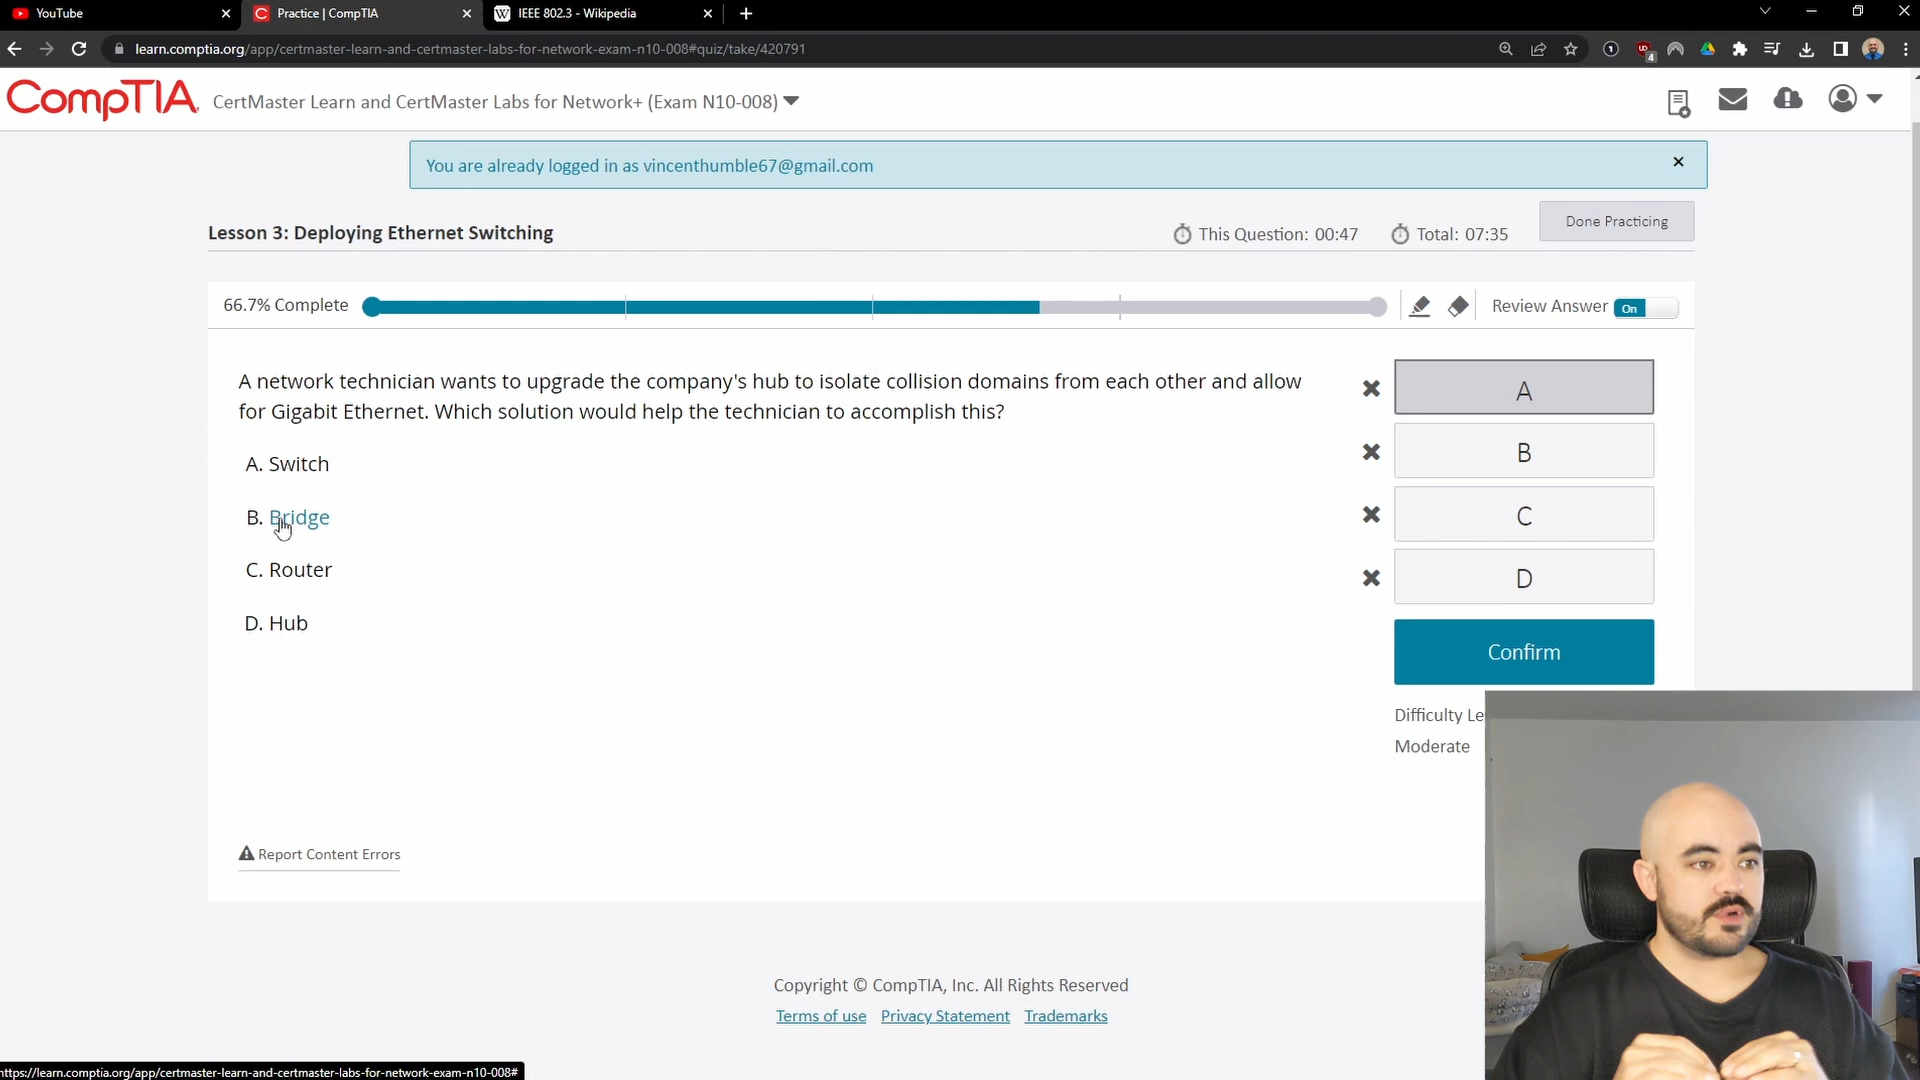 YouTube
Practice | CompTIA
IEEE 802.3 - Wikipedia
learn.comptia.org/app/certmaster-learn-and-certmaster-labs-for-network-exam-n10-008#quiz/take/420791
CompTIA
CertMaster Learn and CertMaster Labs for Network+ (Exam N10-008)
You are already logged in as vincenthumble67@gmail.com
Lesson 3: Deploying Ethernet Switching
This Question: 00:47
Total: 07:35
Done Practicing
66.7% Complete
Review Answer On
A network technician wants to upgrade the company's hub to isolate collision domains from each other and allow
for Gigabit Ethernet. Which solution would help the technician to accomplish this?
A. Switch
B. Bridge
C. Router
D. Hub
A
B
C
D
Confirm
Difficulty Le
Moderate
Report Content Errors
Copyright © CompTIA, Inc. All Rights Reserved
Terms of use Privacy Statement Trademarks
https://learn.comptia.org/app/certmaster-learn-and-certmaster-labs-for-network-exam-n10-008#